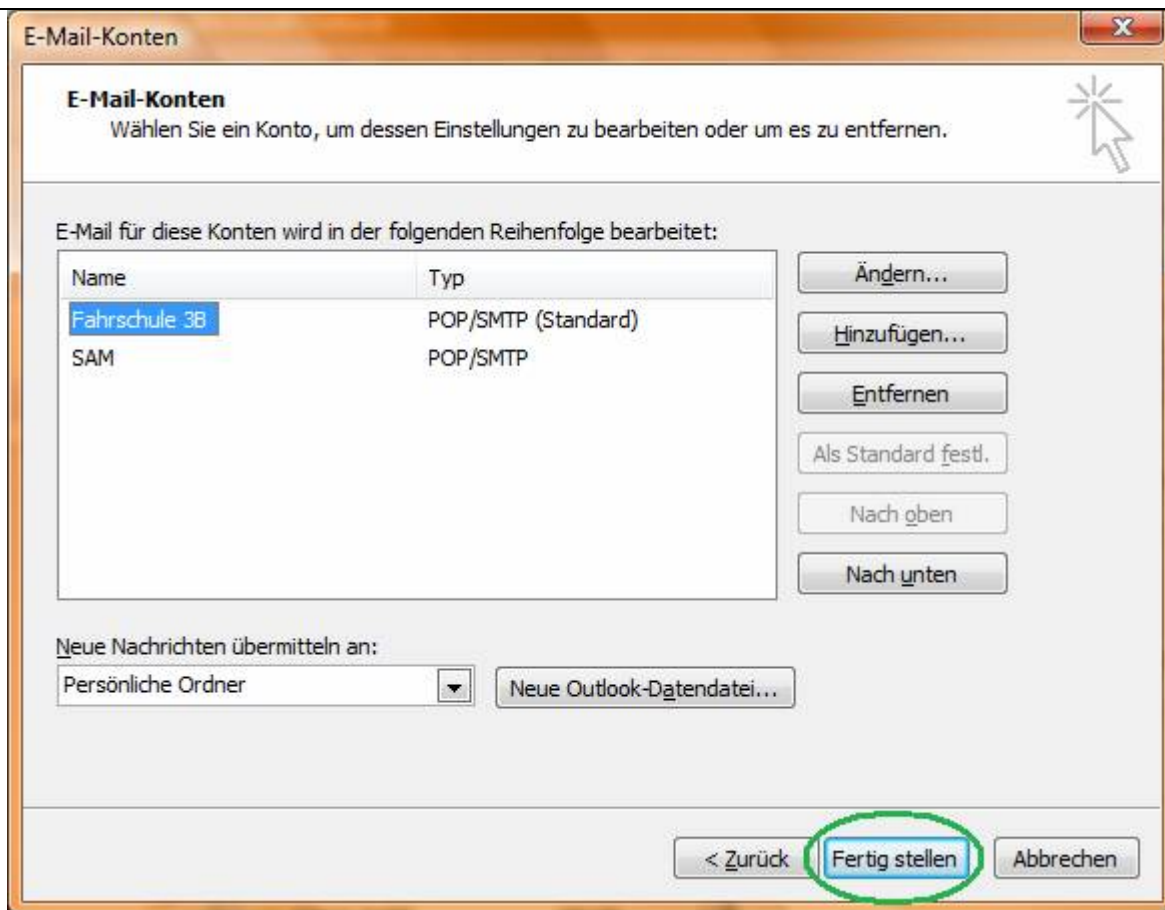 E-Mail-Konten
E-Mail-Konten
Wählen Sie ein Konto, um dessen Einstellungen zu bearbeiten oder um es zu entfernen.
E-Mail für diese Konten wird in der folgenden Reihenfolge bearbeitet:
Name Typ
Fahrschule 3B POP/SMTP (Standard)
SAM POP/SMTP
Ändern...
Hinzufügen...
Entfernen
Als Standard festl.
Nach oben
Nach unten
Neue Nachrichten übermitteln an:
Persönliche Ordner Neue Outlook-Datendatei...
< Zurück Fertig stellen Abbrechen